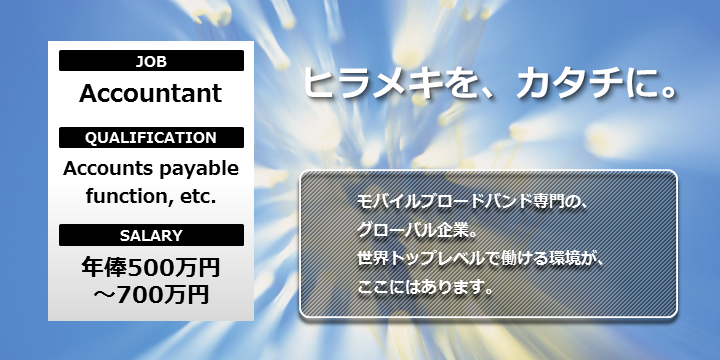 JOB
Accountant
QUALIFICATION
Accounts payable
function, etc.
SALARY
年俸500万円
～700万円
ヒラメキを、カタチに。
モバイルブロードバンド専門の、
グローバル企業。
世界トップレベルで働ける環境が、
ここにはあります。